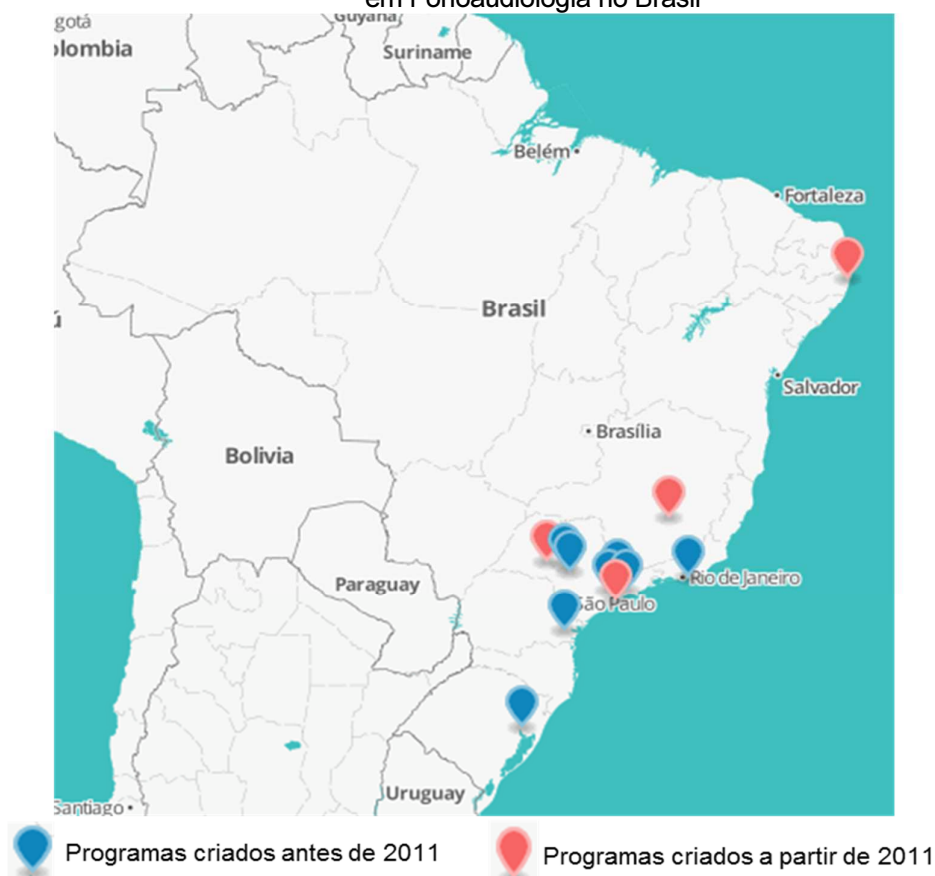 em Fonoaudiologia no Brasil
gotá
olombia
Guyana
Suriname
Belém
Fortaleza
Brasil
ú
Salvador
Brasília
Bolivia
Rio de Janeiro
Paraguay
São Paulo
Uruguay
Santiago
Programas criados antes de 2011
Programas criados a partir de 2011